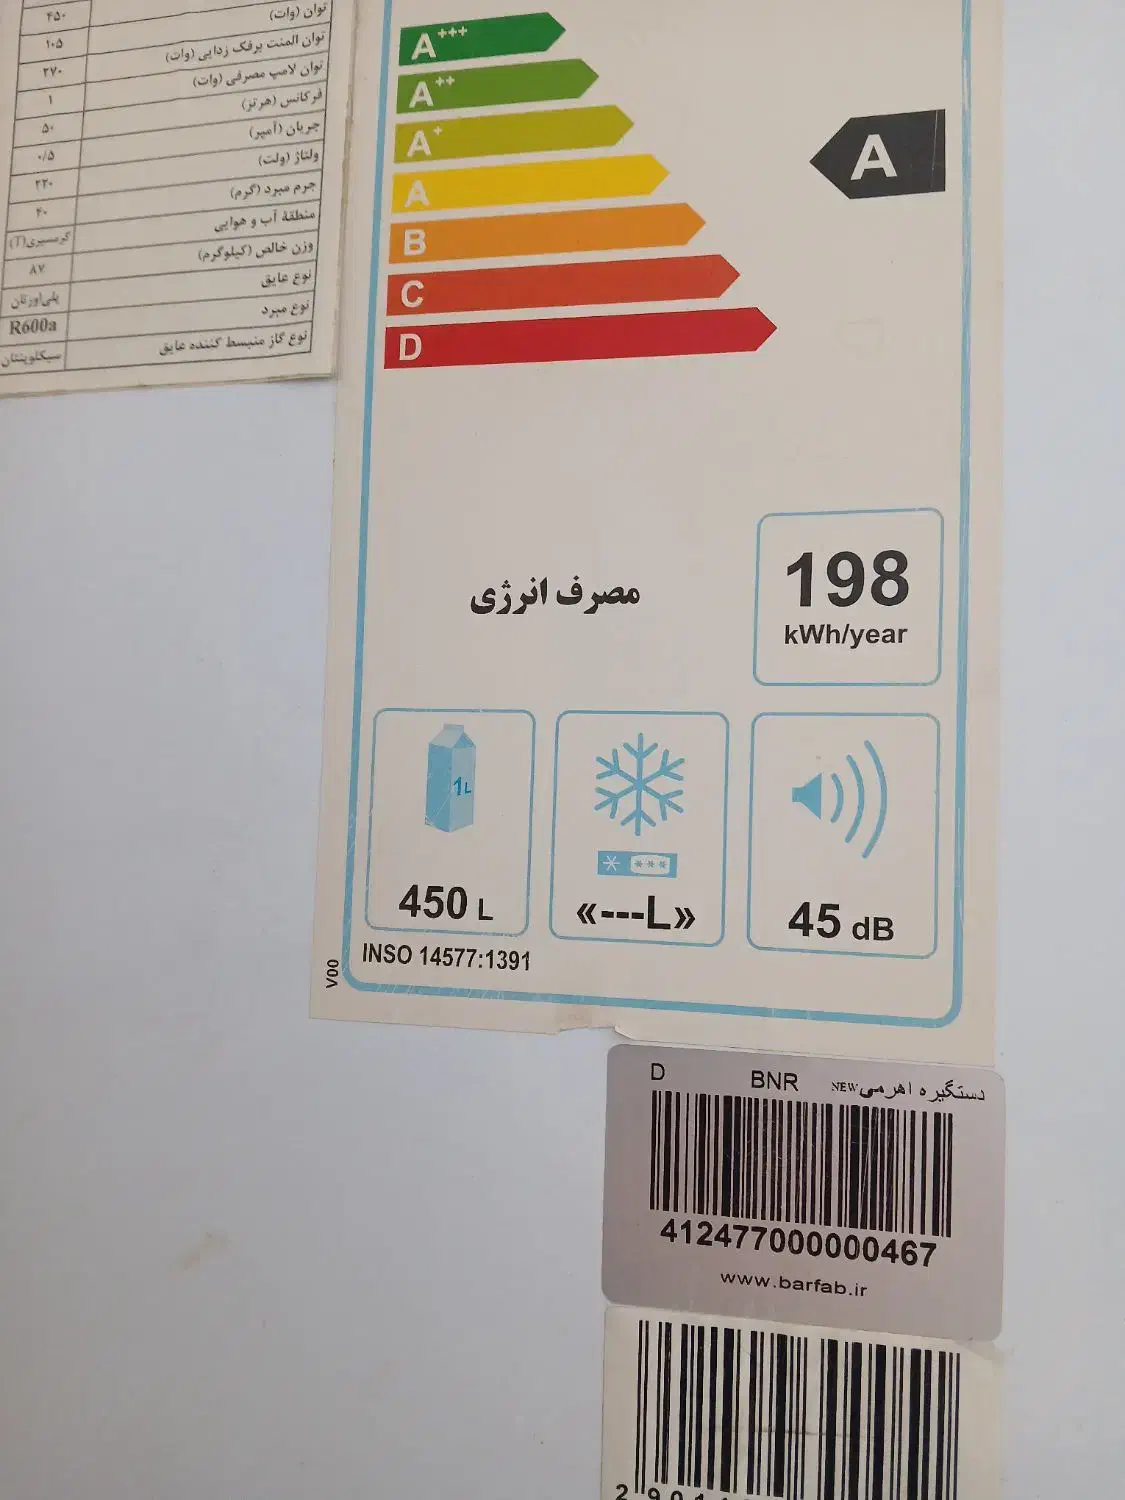 ۴۵۰
توان (وات) ۱۰۵
توان المنت برفک زدایی (وات) ۲۷۰
توان لامپ مصرفی (وات) ۱
فرکانس (هرتز) ۵۰
جریان (آمپر) ۰/۵
ولتاژ (ولت) ۲۲۰
جرم مبرد (گرم) ۴۰
منطقهٔ آب و هوایی گرمسیری(T)
وزن خالص (کیلوگرم) ۸۷
نوع عایق پلی‌اورتان
نوع مبرد R600a
نوع گاز منبسط کننده عایق سیکلوپنتان
A+++
A++
A+
A
B
C
D
A
مصرف انرژی
198
kWh/year
1L
450 L
«---L»
45 dB
INSO 14577:1391
V00
D BNR دستگیره اهرمی NEW
412477000000467
www.barfab.ir